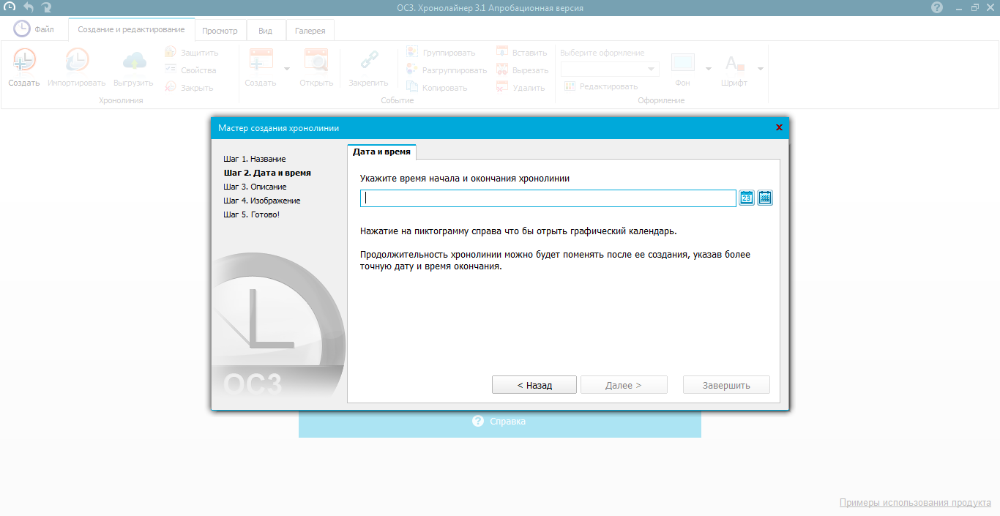 ОС3. Хронолайнер 3.1 Апробационная версия
Файл
Создание и редактирование
Просмотр
Вид
Галерея
Создать
Импортировать
Выгрузить
Защитить
Свойства
Закрыть
Хронолиния
Создать
Открыть
Закрепить
Группировать
Разгруппировать
Копировать
Вставить
Вырезать
Удалить
Событие
Выберите оформление
Редактировать
Фон
Шрифт
Оформление
Мастер создания хронолинии
Шаг 1. Название
Шаг 2. Дата и время
Шаг 3. Описание
Шаг 4. Изображение
Шаг 5. Готово!
ОС3
Дата и время
Укажите время начала и окончания хронолинии
23
Нажатие на пиктограмму справа что бы отрыть графический календарь.
Продолжительность хронолинии можно будет поменять после ее создания, указав более
точную дату и время окончания.
< Назад
Далее >
Завершить
Справка
Примеры использования продукта